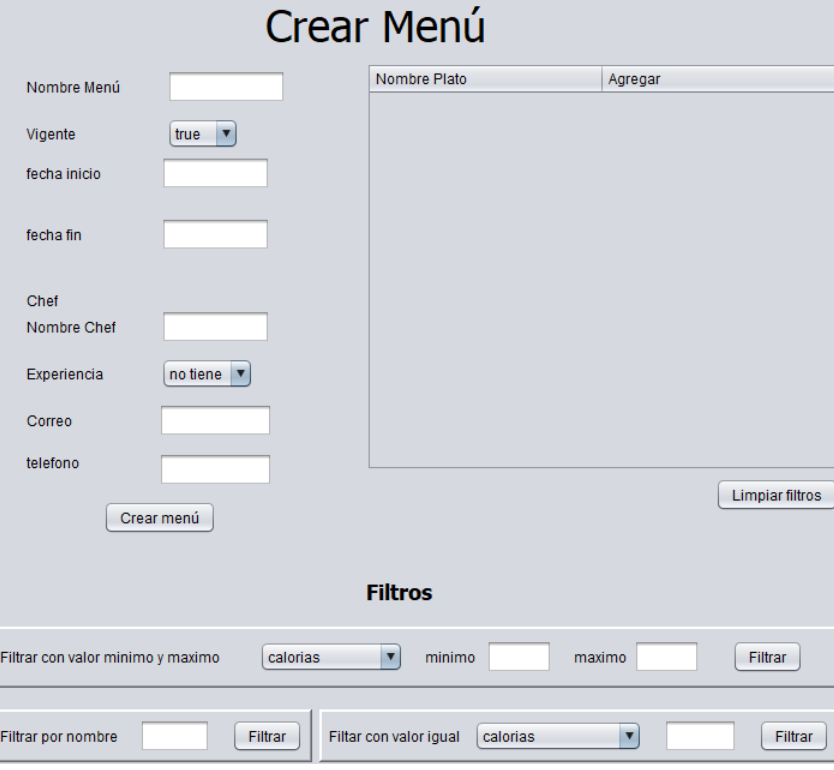 Crear Menú
Nombre Menú
Vigente true
fecha inicio
fecha fin
Chef
Nombre Chef
Experiencia no tiene
Correo
telefono
Crear menú
Nombre Plato Agregar
Limpiar filtros
Filtros
Filtrar con valor minimo y maximo calorias minimo maximo Filtrar
Filtrar por nombre Filtrar
Filtar con valor igual calorias Filtrar